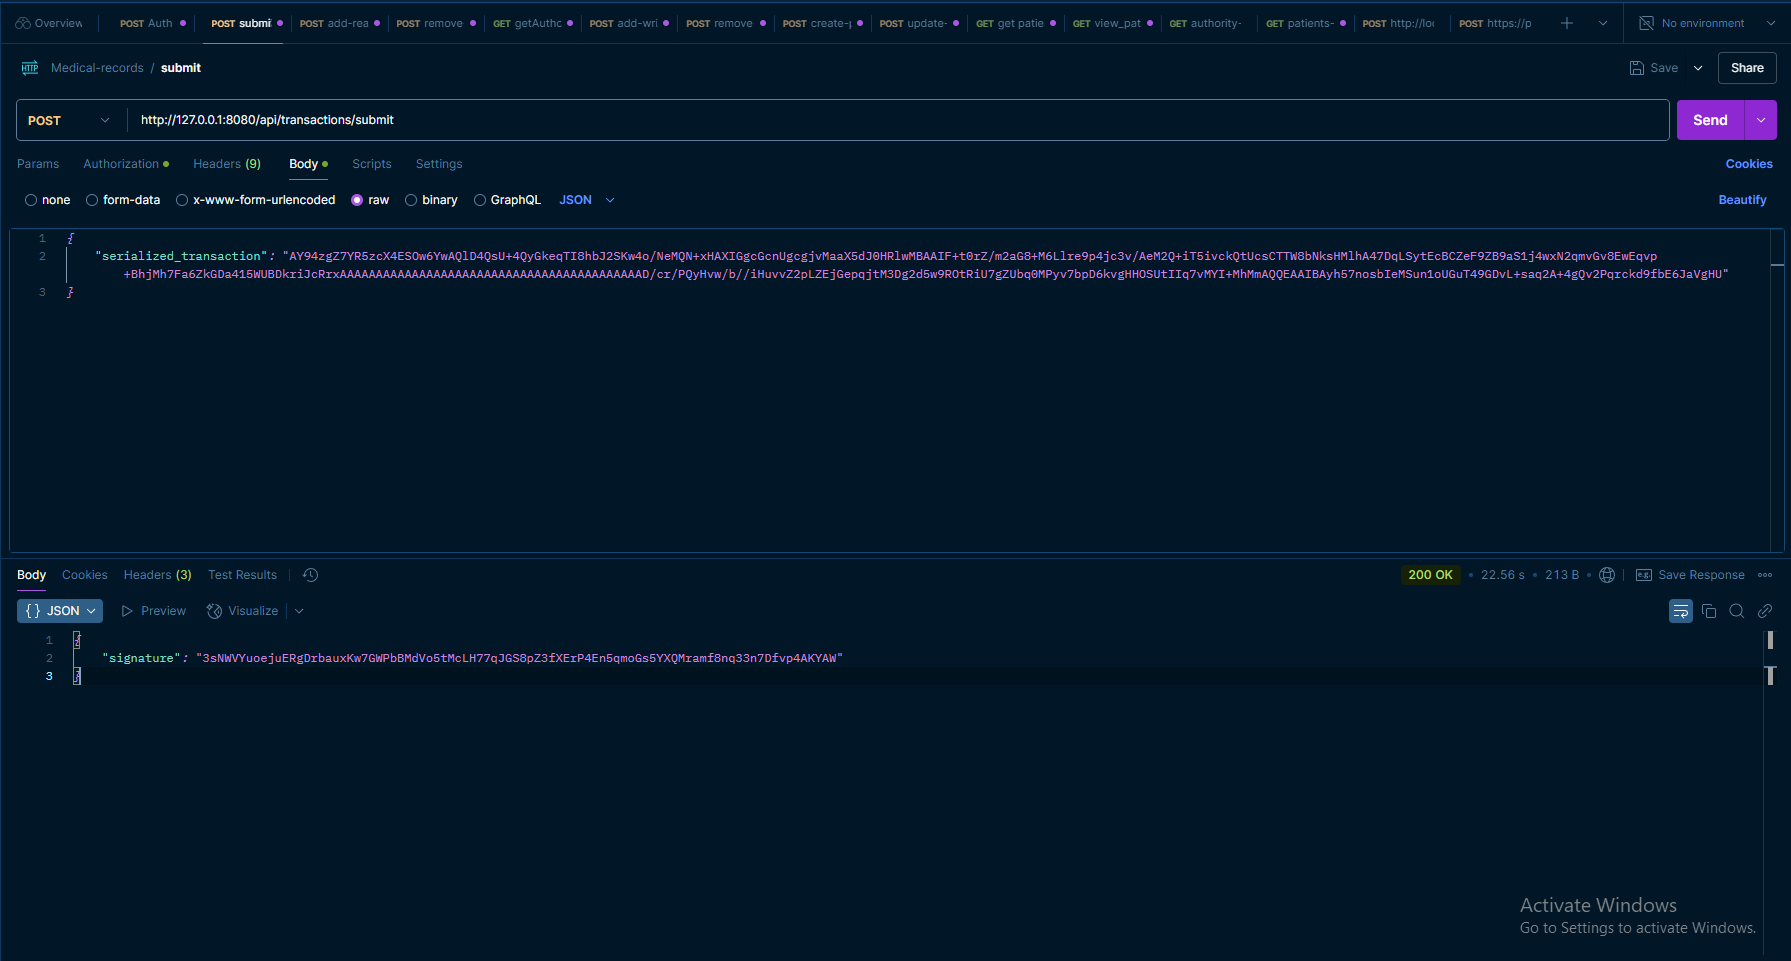 Overview
POST Auth
POST submi
POST add-rea
POST remove
GET getAuthc
POST add-wri
POST remove
POST create-p
POST update-
GET get patie
GET view_pat
GET authority-
GET patients-
POST http://loc
POST https://p
No environment
HTTP Medical-records / submit
Save
Share
POST http://127.0.0.1:8080/api/transactions/submit
Send
Params Authorization Headers (9) Body Scripts Settings
Cookies
none form-data x-www-form-urlencoded raw binary GraphQL JSON
Beautify
1 {
2 "serialized_transaction": "AY94zgZ7YR5zcX4ESOw6YwAQlD4QsU+4QyGkeqTI8hbJ2SKw4o/NeMQN+xHAXIGgcGcnUgcgjvMaaX5dJ0HRlwMBAAIF+t0rZ/m2aG8+M6Llre9p4jc3v/AeM2Q+iT5ivckQtUcsCTTW8bNksHMlhA47DqLSytEcBCZeF9ZB9aS1j4wxN2qmvGv8EwEqvp
+BhjMh7Fa6ZkGDa415WUBDkriJcRrxAAAAAAAAAAAAAAAAAAAAAAAAAAAAAAAAAAAAAAAAAAD/cr/PQyHvw/b//iHuvvZ2pLZEjGepqjtM3Dg2d5w9ROtRiU7gZUbq0MPyv7bpD6kvgHHOSUtIIq7vMYI+MhMmAQQEAAIBAyh57nosbIeMSun1oUGuT49GDvL+saq2A+4gQv2Pqrckd9fbE6JaVgHU"
3 }
Body Cookies Headers (3) Test Results
200 OK • 22.56 s • 213 B •
e.g. Save Response
{} JSON Preview Visualize
1 {
2 "signature": "3sNWVYuoejuERgDrbauxKw7GWPbBMdVo5tMcLH77qJGS8pZ3fXErP4En5qmoGs5YXQMramf8nq33n7Dfvp4AKYAW"
3 }
Activate Windows
Go to Settings to activate Windows.